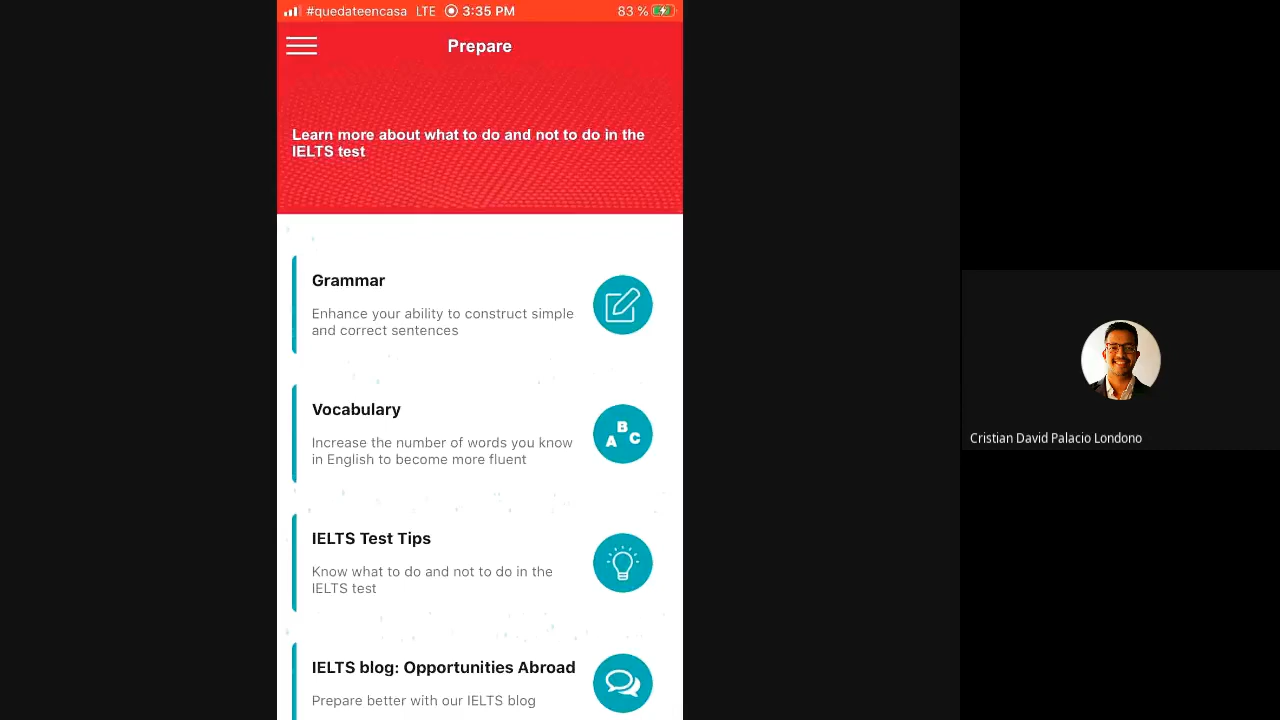 #quedateencasa LTE 3:35 PM 83 %
Prepare
Learn more about what to do and not to do in the
IELTS test
Grammar
Enhance your ability to construct simple
and correct sentences
Vocabulary
Increase the number of words you know
in English to become more fluent
A B C
IELTS Test Tips
Know what to do and not to do in the
IELTS test
IELTS blog: Opportunities Abroad
Prepare better with our IELTS blog
Cristian David Palacio Londono